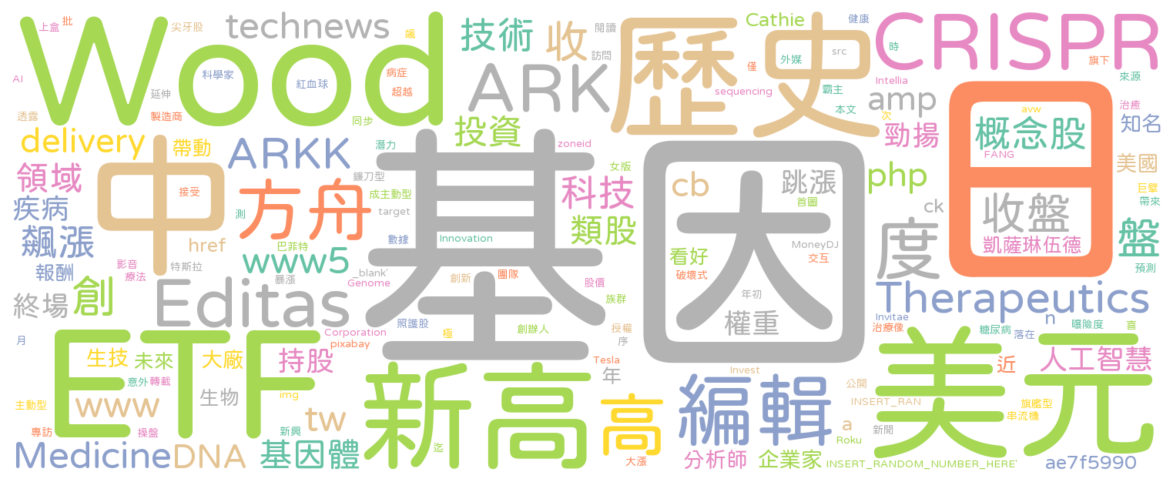 上盒 批 尖牙股 颯 Cathie 健康
Wood technews 技術 收 閱讀 歷史 CRISPR
AI 科學家 紅血球 病症 超越 ARK 訪問 外媒 src 時 旗下
延伸 僅 霸主 Intellia 來源
透露 製造商 同步 sequencing 本文 amp 治癒
delivery 帶動 ARKK 投資 潛力 zoneid 次 勁揚 概念股 avw 知名
FANG
領域 中 接受 方舟 鐮刀型 基因 女版 科技 cb 跳漲 php 美國
疾病 測 成主動型 target 類股 首圖 ck 收盤 巨擘
飆漲 href 巴菲特 數據 Innovation 看好 MoneyDJ 度 日 帶來
報酬 影音 療法 特斯拉 www5 暴漲 _blank' Genome 創新 團隊 破壞式 交互 凱薩琳伍德 盤 預測
終場 創 Editas 股價 族群 年初 Therapeutics
月 Corporation pixabay 照護股 極 創辦人 授權 序 權重 Invitae 治療像 糖尿病 n 落在 曝險度 喜
ETF 生技 未來 大廠 持股 Tesla 年 美元 近 人工智慧
主動型 www 意外 轉載 生物 img tw 新高 高 Invest 編輯 公開 INSERT_RAN 旗艦型 串流機
專訪 操盤 新興 迄 大漲 a Roku 新聞
Medicine DNA 基因體 分析師 企業家 INSERT_RANDOM_NUMBER_HERE' ae7f5990